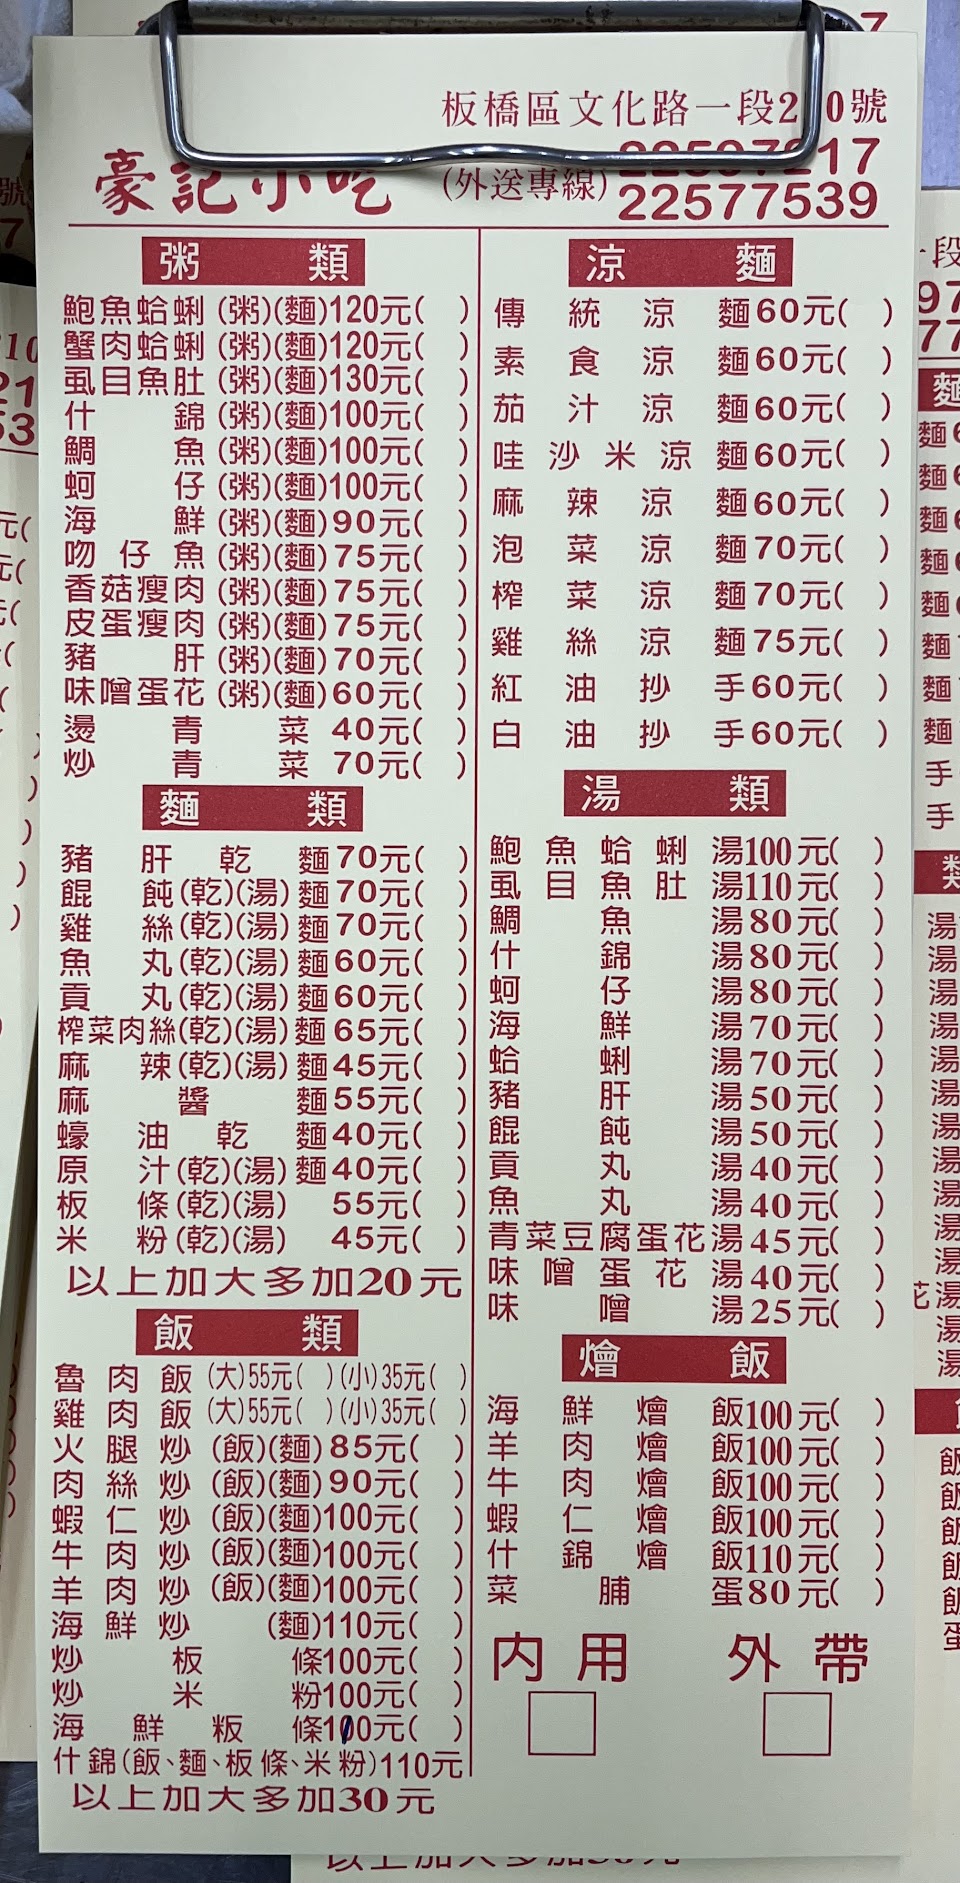 板橋區文化路一段2 0號
豪記小吃
(外送專線)
22597217
22577539
粥類
鮑魚蛤蜊(粥)(麵)120元( )
蟹肉蛤蜊(粥)(麵)120元( )
虱目魚肚(粥)(麵)130元( )
什錦(粥)(麵)100元( )
鯛魚(粥)(麵)100元( )
蚵仔(粥)(麵)100元( )
海鮮(粥)(麵)90元( )
吻仔魚(粥)(麵)75元( )
香菇瘦肉(粥)(麵)75元( )
皮蛋瘦肉(粥)(麵)75元( )
豬肝(粥)(麵)70元( )
味噌蛋花(粥)(麵)60元( )
燙青菜40元( )
炒青菜70元( )
麵類
豬肝乾麵70元( )
餛飩(乾)(湯)麵70元( )
雞絲(乾)(湯)麵70元( )
魚丸(乾)(湯)麵60元( )
貢丸(乾)(湯)麵60元( )
榨菜肉絲(乾)(湯)麵65元( )
麻辣(乾)(湯)麵45元( )
麻醬麵55元( )
蠔油乾麵40元( )
原汁(乾)(湯)麵40元( )
板條(乾)(湯)55元( )
米粉(乾)(湯)45元( )
以上加大多加20元
飯類
魯肉飯(大)55元( )(小)35元( )
雞肉飯(大)55元( )(小)35元( )
火腿炒(飯)(麵)85元( )
肉絲炒(飯)(麵)90元( )
蝦仁炒(飯)(麵)100元( )
牛肉炒(飯)(麵)100元( )
羊肉炒(飯)(麵)100元( )
海鮮炒(麵)110元( )
炒板條100元( )
炒米粉100元( )
海鮮粄條100元( )
什錦(飯、麵、板條、米粉)110元
以上加大多加30元
涼麵
傳統涼麵60元( )
素食涼麵60元( )
茄汁涼麵60元( )
哇沙米涼麵60元( )
麻辣涼麵60元( )
泡菜涼麵70元( )
榨菜涼麵70元( )
雞絲涼麵75元( )
紅油抄手60元( )
白油抄手60元( )
湯類
鮑魚蛤蜊湯100元( )
虱目魚肚湯110元( )
鯛魚湯80元( )
什錦湯80元( )
蚵仔湯80元( )
海鮮湯70元( )
蛤蜊湯70元( )
豬肝湯50元( )
餛飩湯50元( )
貢丸湯40元( )
魚丸湯40元( )
青菜豆腐蛋花湯45元( )
味噌蛋花湯40元( )
味噌湯25元( )
燴飯
海鮮燴飯100元( )
羊肉燴飯100元( )
牛肉燴飯100元( )
蝦仁燴飯100元( )
什錦燴飯110元( )
菜脯蛋80元( )
內用 外帶